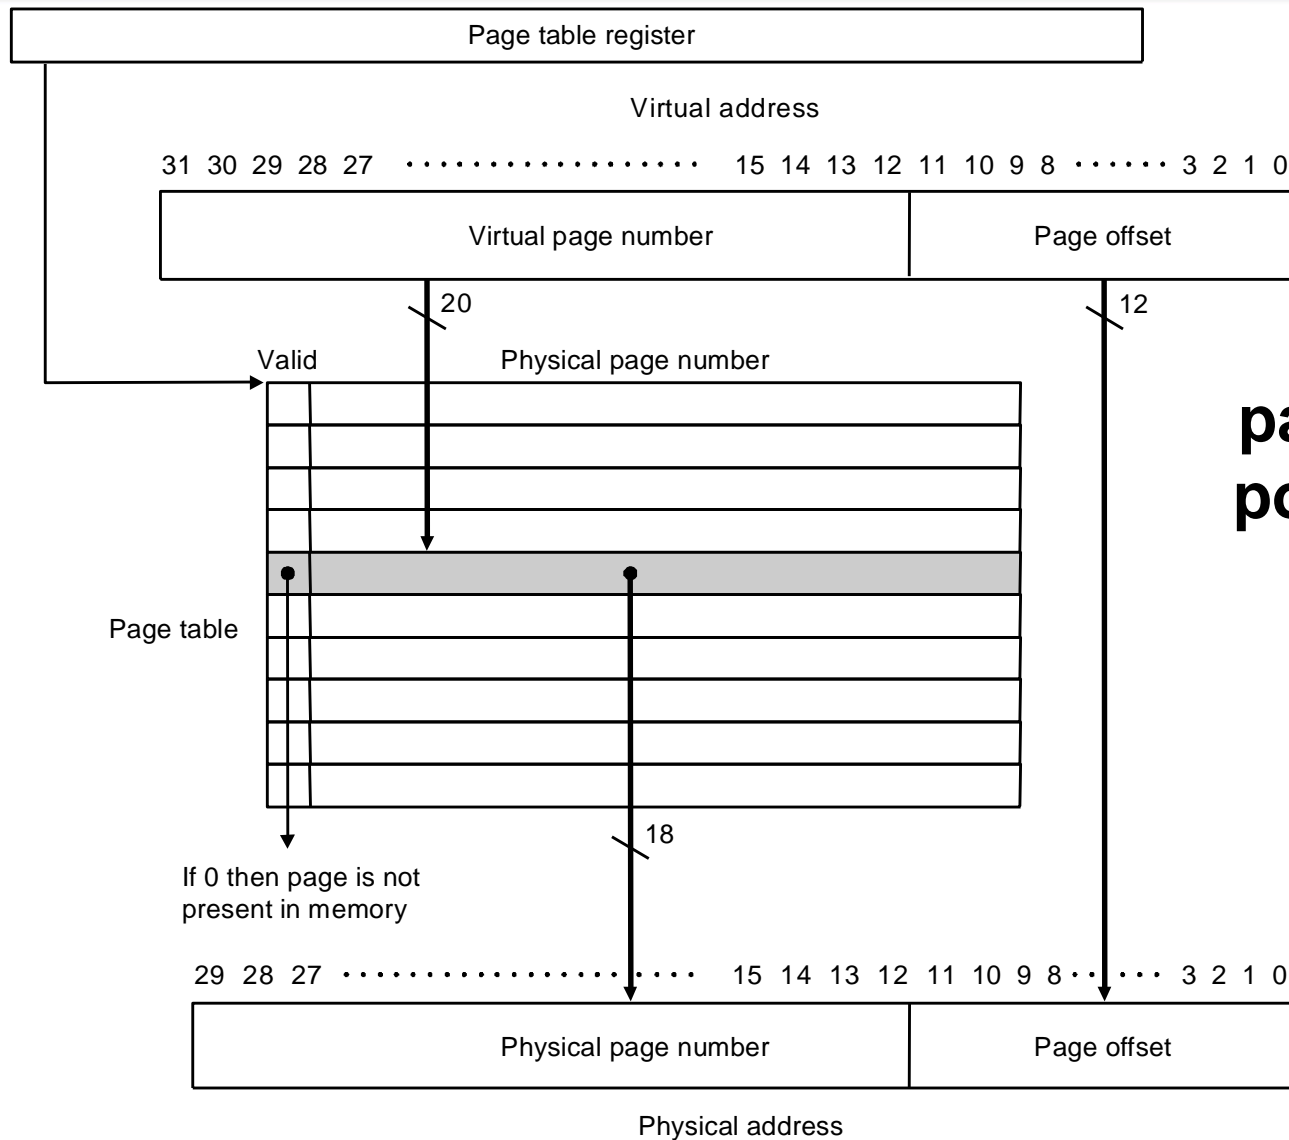 Page table register
Virtual address
31 30 29 28 27 ................. 15 14 13 12 11 10 9 8 ...... 3 2 1 0
Virtual page number Page offset
20 12
Valid Physical page number
Page table
18
If 0 then page is not
present in memory
29 28 27 ..................... 15 14 13 12 11 10 9 8 ...... 3 2 1 0
Physical page number Page offset
Physical address